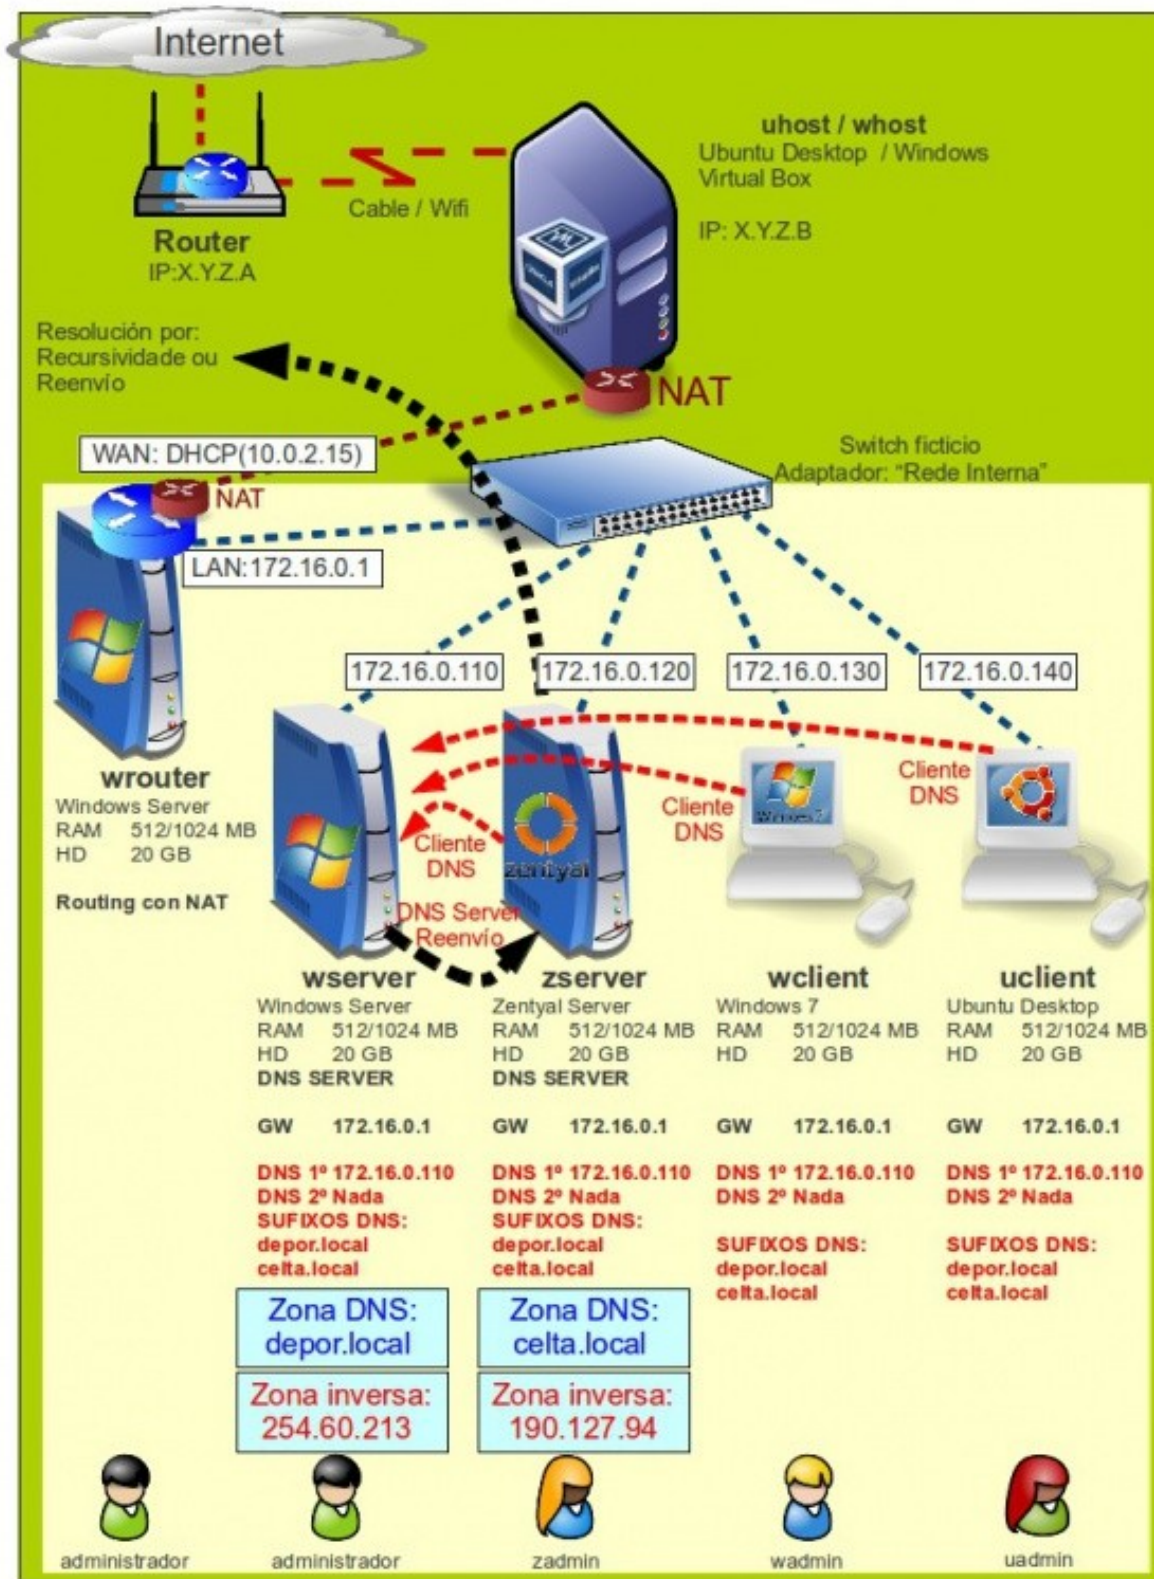 Internet
uhost / whost
Ubuntu Desktop / Windows
Virtual Box
IP: X.Y.Z.B
Cable / Wifi
Router
IP:X.Y.Z.A
Resolución por:
Recursividade ou
Reenvío
NAT
WAN: DHCP(10.0.2.15)
Switch ficticio
Adaptador: “Rede Interna”
NAT
LAN:172.16.0.1
172.16.0.110
172.16.0.120
172.16.0.130
172.16.0.140
wrouter
Windows Server
RAM 512/1024 MB
HD 20 GB
Routing con NAT
Cliente
DNS
zentyal
Cliente
DNS
Windows 7
Cliente
DNS
DNS Server
Reenvío
wserver
Windows Server
RAM 512/1024 MB
HD 20 GB
DNS SERVER
GW 172.16.0.1
DNS 1º 172.16.0.110
DNS 2º Nada
SUFIXOS DNS:
depor.local
celta.local
Zona DNS:
depor.local
Zona inversa:
254.60.213
zserver
Zentyal Server
RAM 512/1024 MB
HD 20 GB
DNS SERVER
GW 172.16.0.1
DNS 1º 172.16.0.110
DNS 2º Nada
SUFIXOS DNS:
depor.local
celta.local
Zona DNS:
celta.local
Zona inversa:
190.127.94
wclient
Windows 7
RAM 512/1024 MB
HD 20 GB
GW 172.16.0.1
DNS 1º 172.16.0.110
DNS 2º Nada
SUFIXOS DNS:
depor.local
celta.local
uclient
Ubuntu Desktop
RAM 512/1024 MB
HD 20 GB
GW 172.16.0.1
DNS 1º 172.16.0.110
DNS 2º Nada
SUFIXOS DNS:
depor.local
celta.local
administrador
administrador
zadmin
wadmin
uadmin